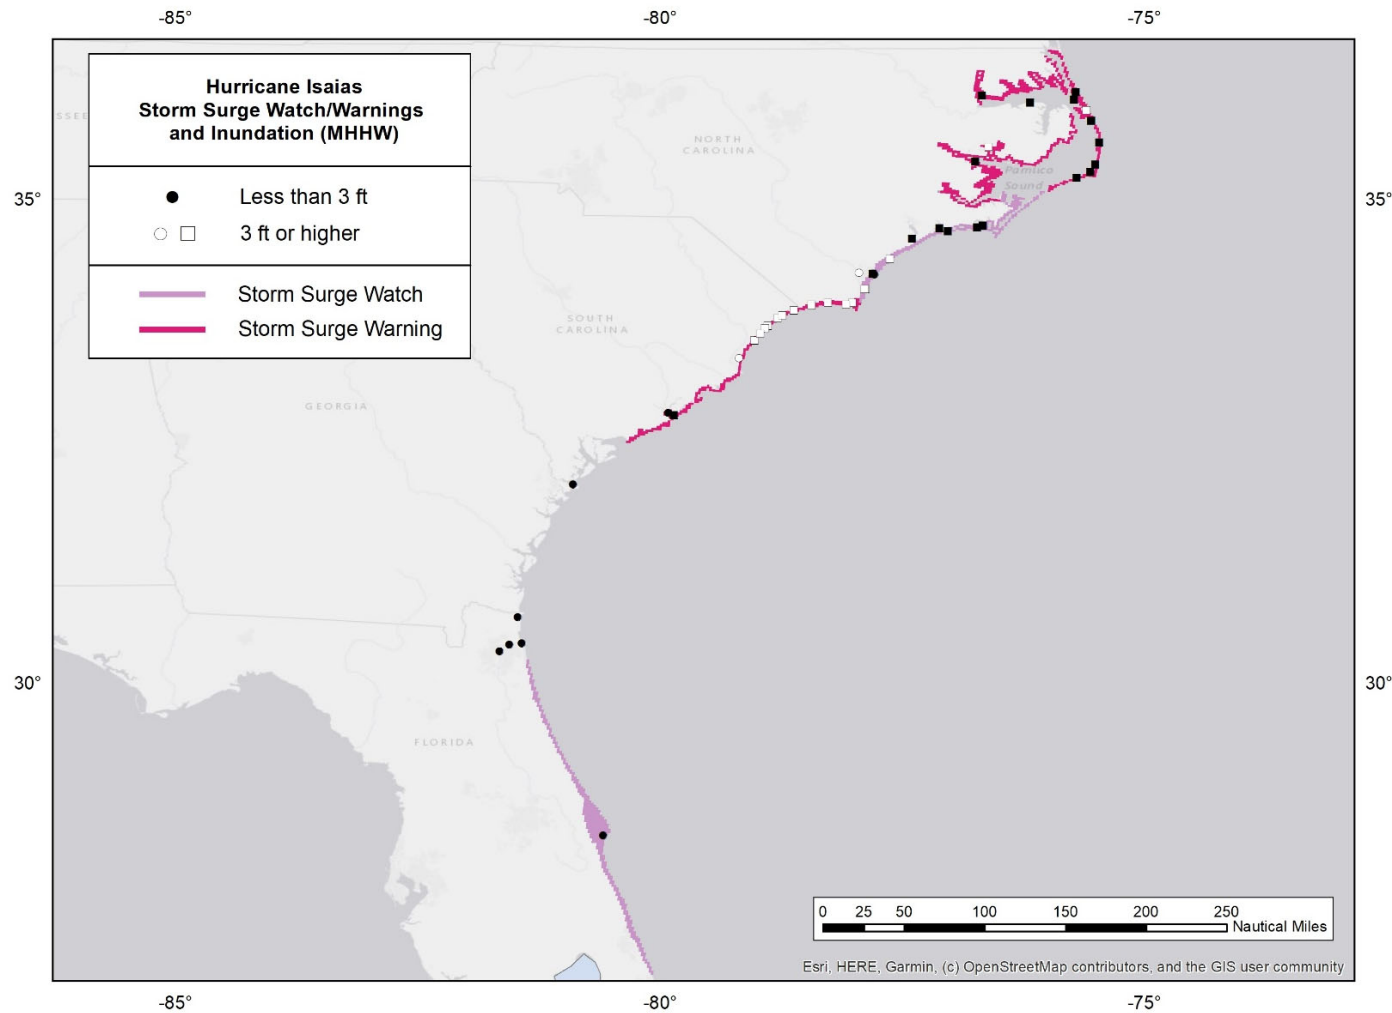 -85°
-80°
-75°
Hurricane Isaias
Storm Surge Watch/Warnings
and Inundation (MHHW)
Less than 3 ft
3 ft or higher
Storm Surge Watch
Storm Surge Warning
SSEE
NORTH
CAROLINA
Pamlico
Sound
35°
35°
SOUTH
CAROLINA
GEORGIA
30°
30°
FLORIDA
0 25 50 100 150 200 250
Nautical Miles
Esri, HERE, Garmin, (c) OpenStreetMap contributors, and the GIS user community
-85°
-80°
-75°